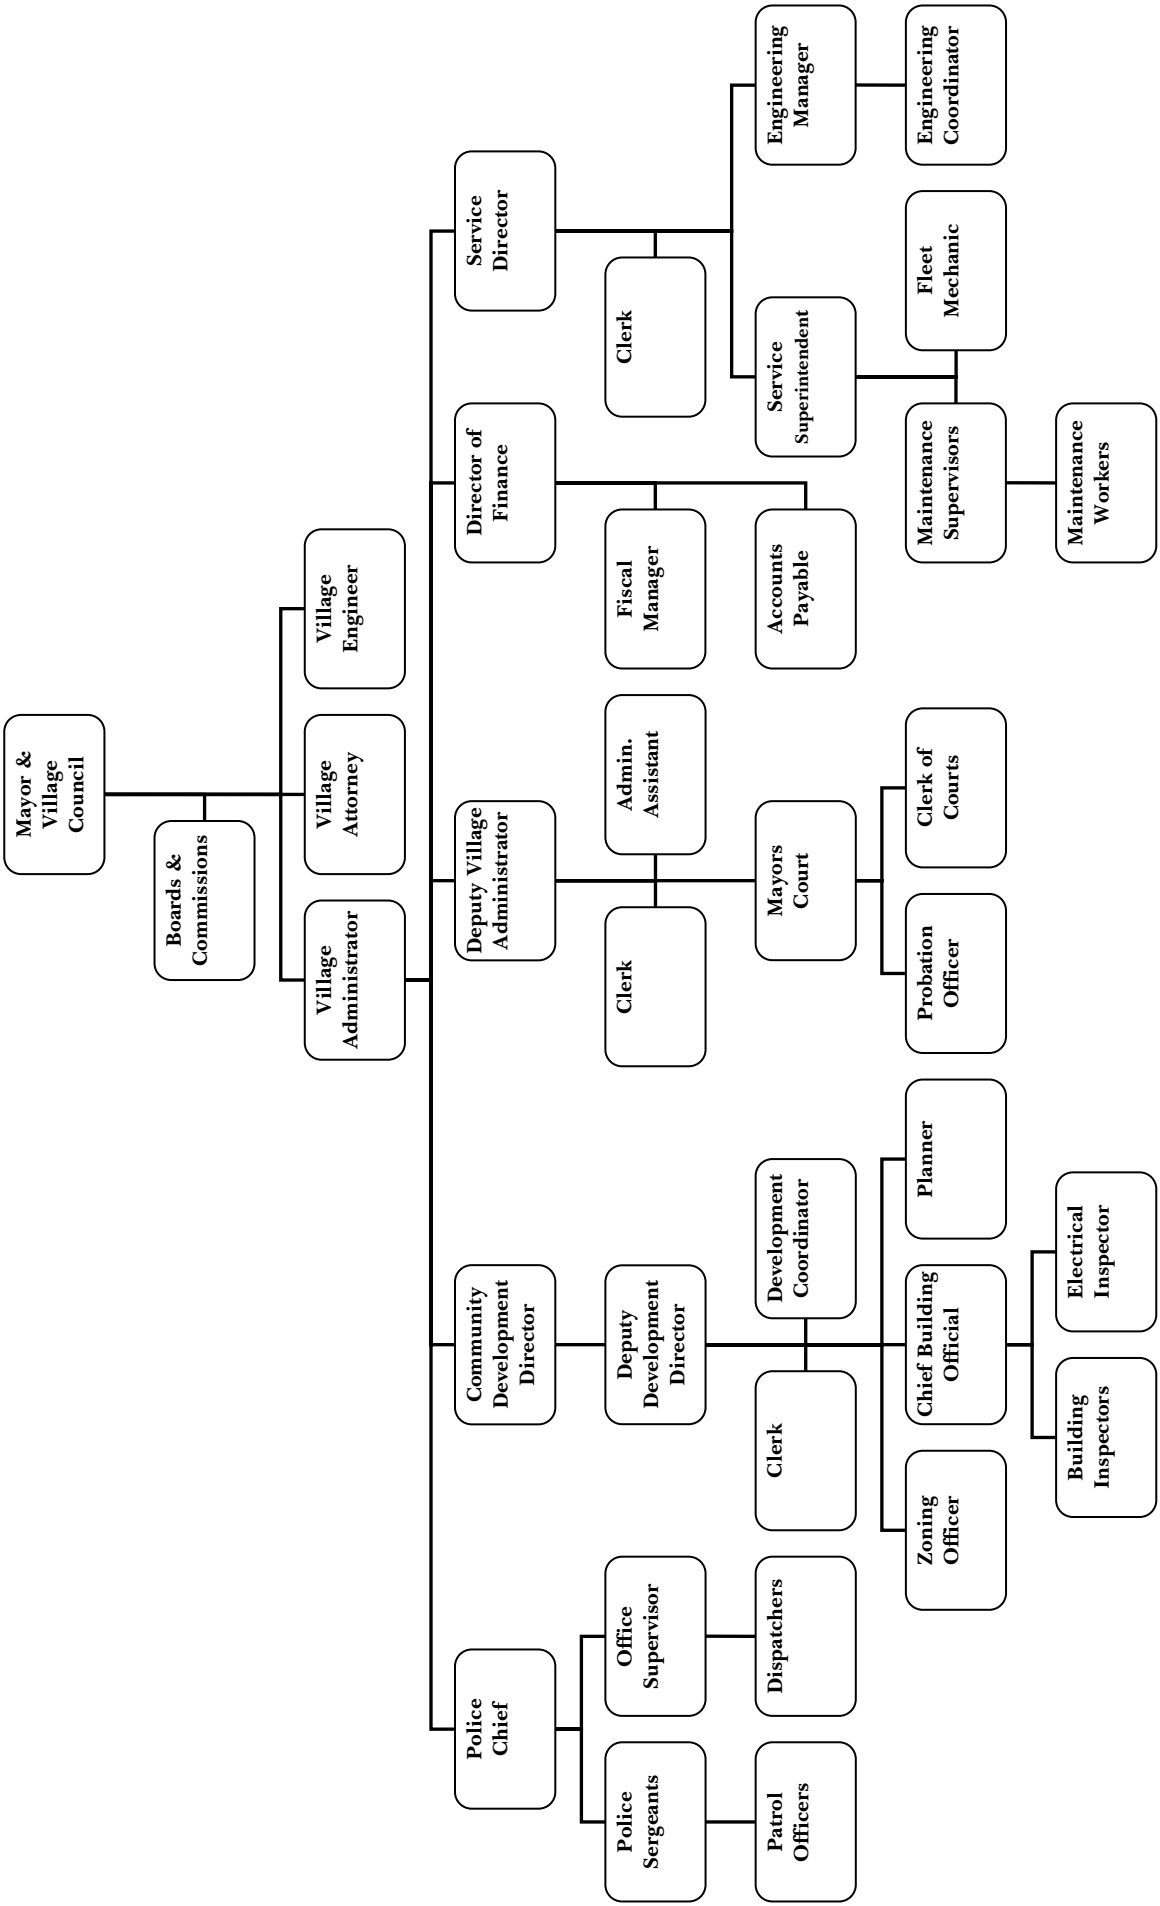 Mayor &
Village
Council
Boards &
Commissions
Village
Administrator
Village
Attorney
Village
Engineer
Police
Chief
Community
Development
Director
Deputy Village
Administrator
Director of
Finance
Service
Director
Police
Sergeants
Office
Supervisor
Deputy
Development
Director
Clerk
Admin.
Assistant
Fiscal
Manager
Clerk
Patrol
Officers
Dispatchers
Clerk
Development
Coordinator
Mayors
Court
Accounts
Payable
Service
Superintendent
Engineering
Manager
Zoning
Officer
Chief Building
Official
Planner
Probation
Officer
Clerk of
Courts
Maintenance
Supervisors
Fleet
Mechanic
Engineering
Coordinator
Building
Inspectors
Electrical
Inspector
Maintenance
Workers